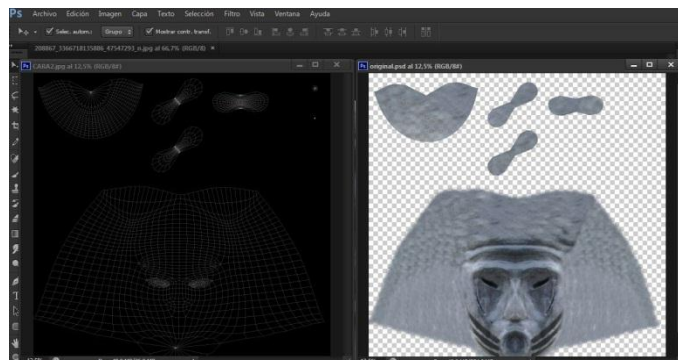 Ps Archivo Edición Imagen Capa Texto Selección Filtro Vista Ventana Ayuda
Selec. autom.: Grupo Mostrar contr. transf.
CARA2.jpg al 12,5% (RGB/8#)
original.psd al 12,5% (RGB/8#)